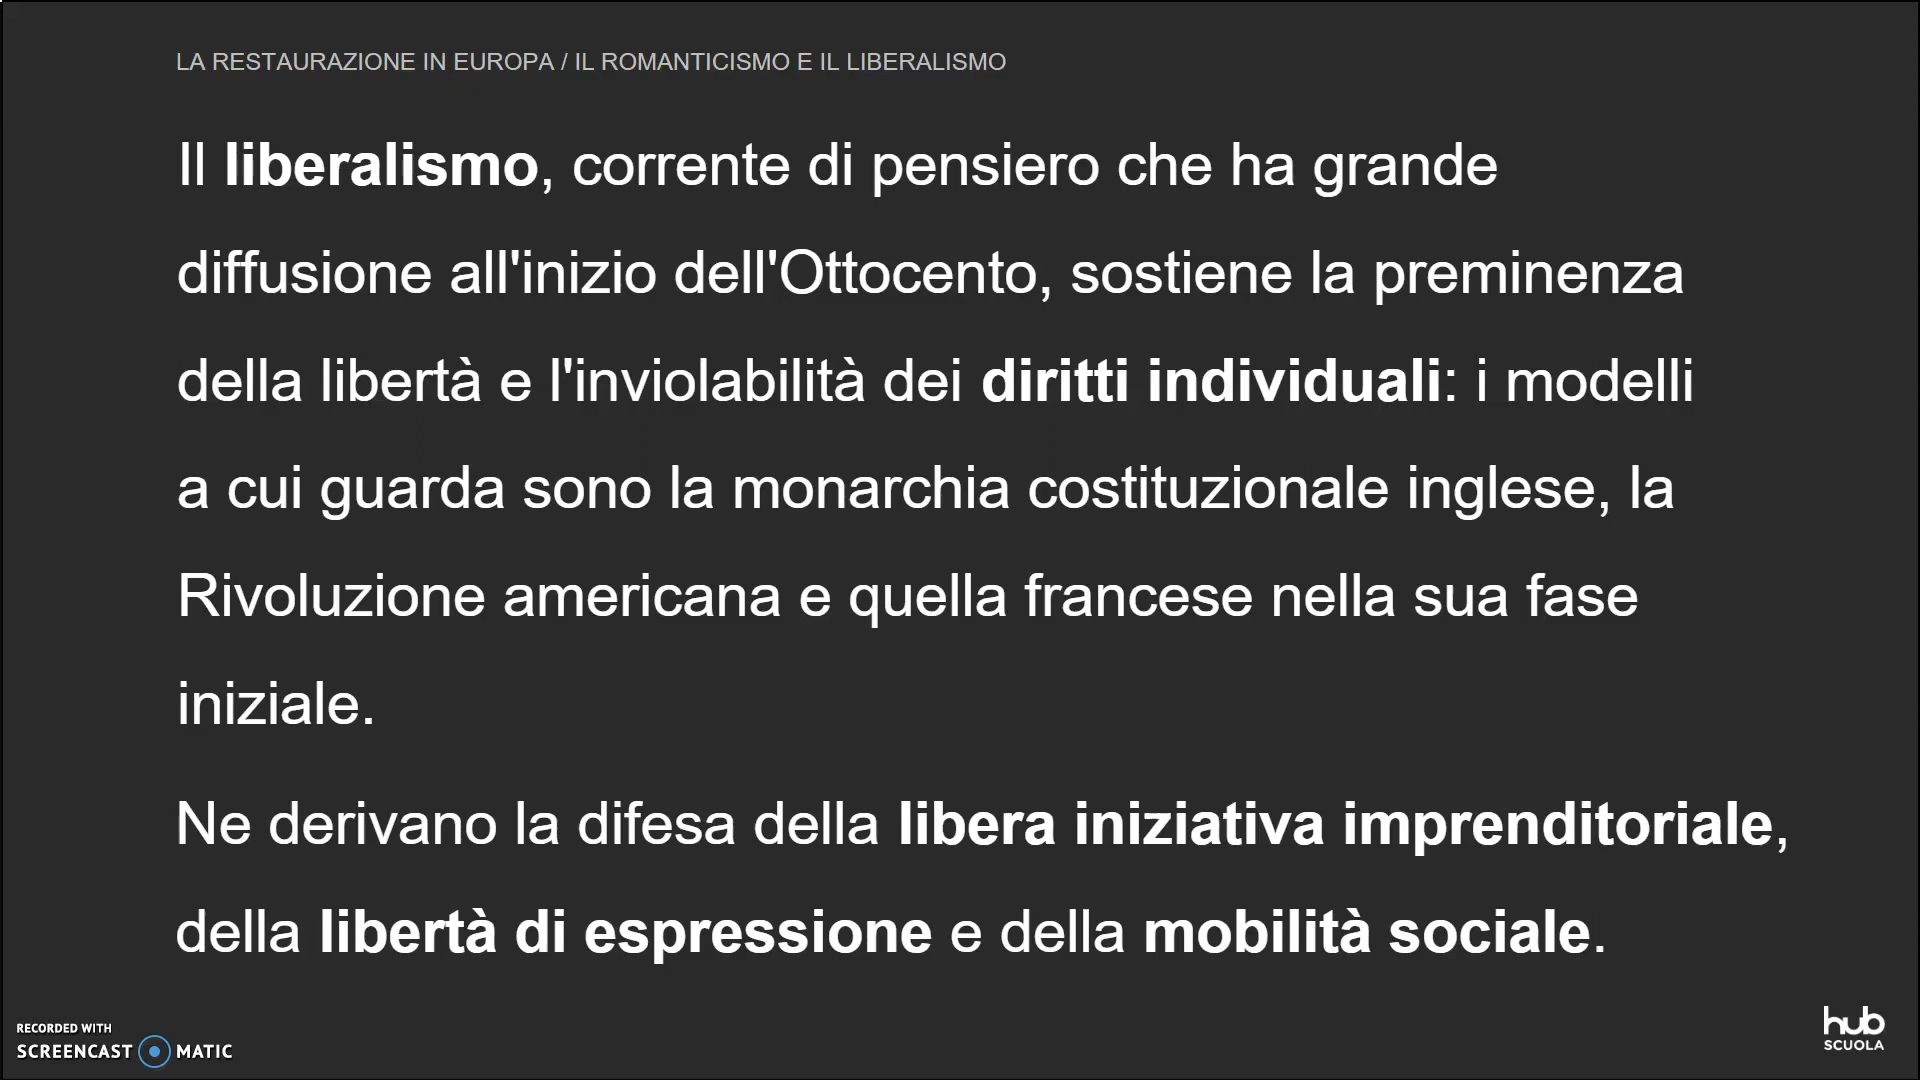 LA RESTAURAZIONE IN EUROPA / IL ROMANTICISMO E IL LIBERALISMO
Il liberalismo, corrente di pensiero che ha grande
diffusione all'inizio dell'Ottocento, sostiene la preminenza
della libertà e l'inviolabilità dei diritti individuali: i modelli
a cui guarda sono la monarchia costituzionale inglese, la
Rivoluzione americana e quella francese nella sua fase
iniziale.
Ne derivano la difesa della libera iniziativa imprenditoriale,
della libertà di espressione e della mobilità sociale.
RECORDED WITH
SCREENCAST MATIC
hub
SCUOLA